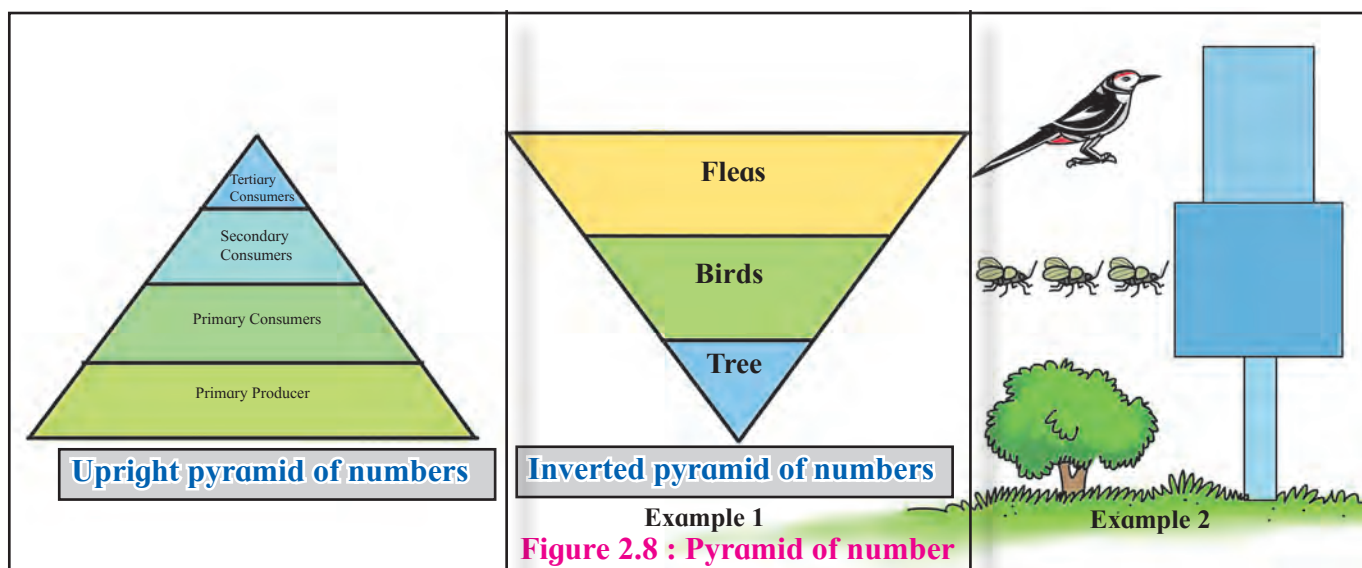 Tertiary
Consumers
Secondary
Consumers
Primary Consumers
Primary Producer
Upright pyramid of numbers
Fleas
Birds
Tree
Inverted pyramid of numbers
Example 1
Example 2
Figure 2.8 : Pyramid of number